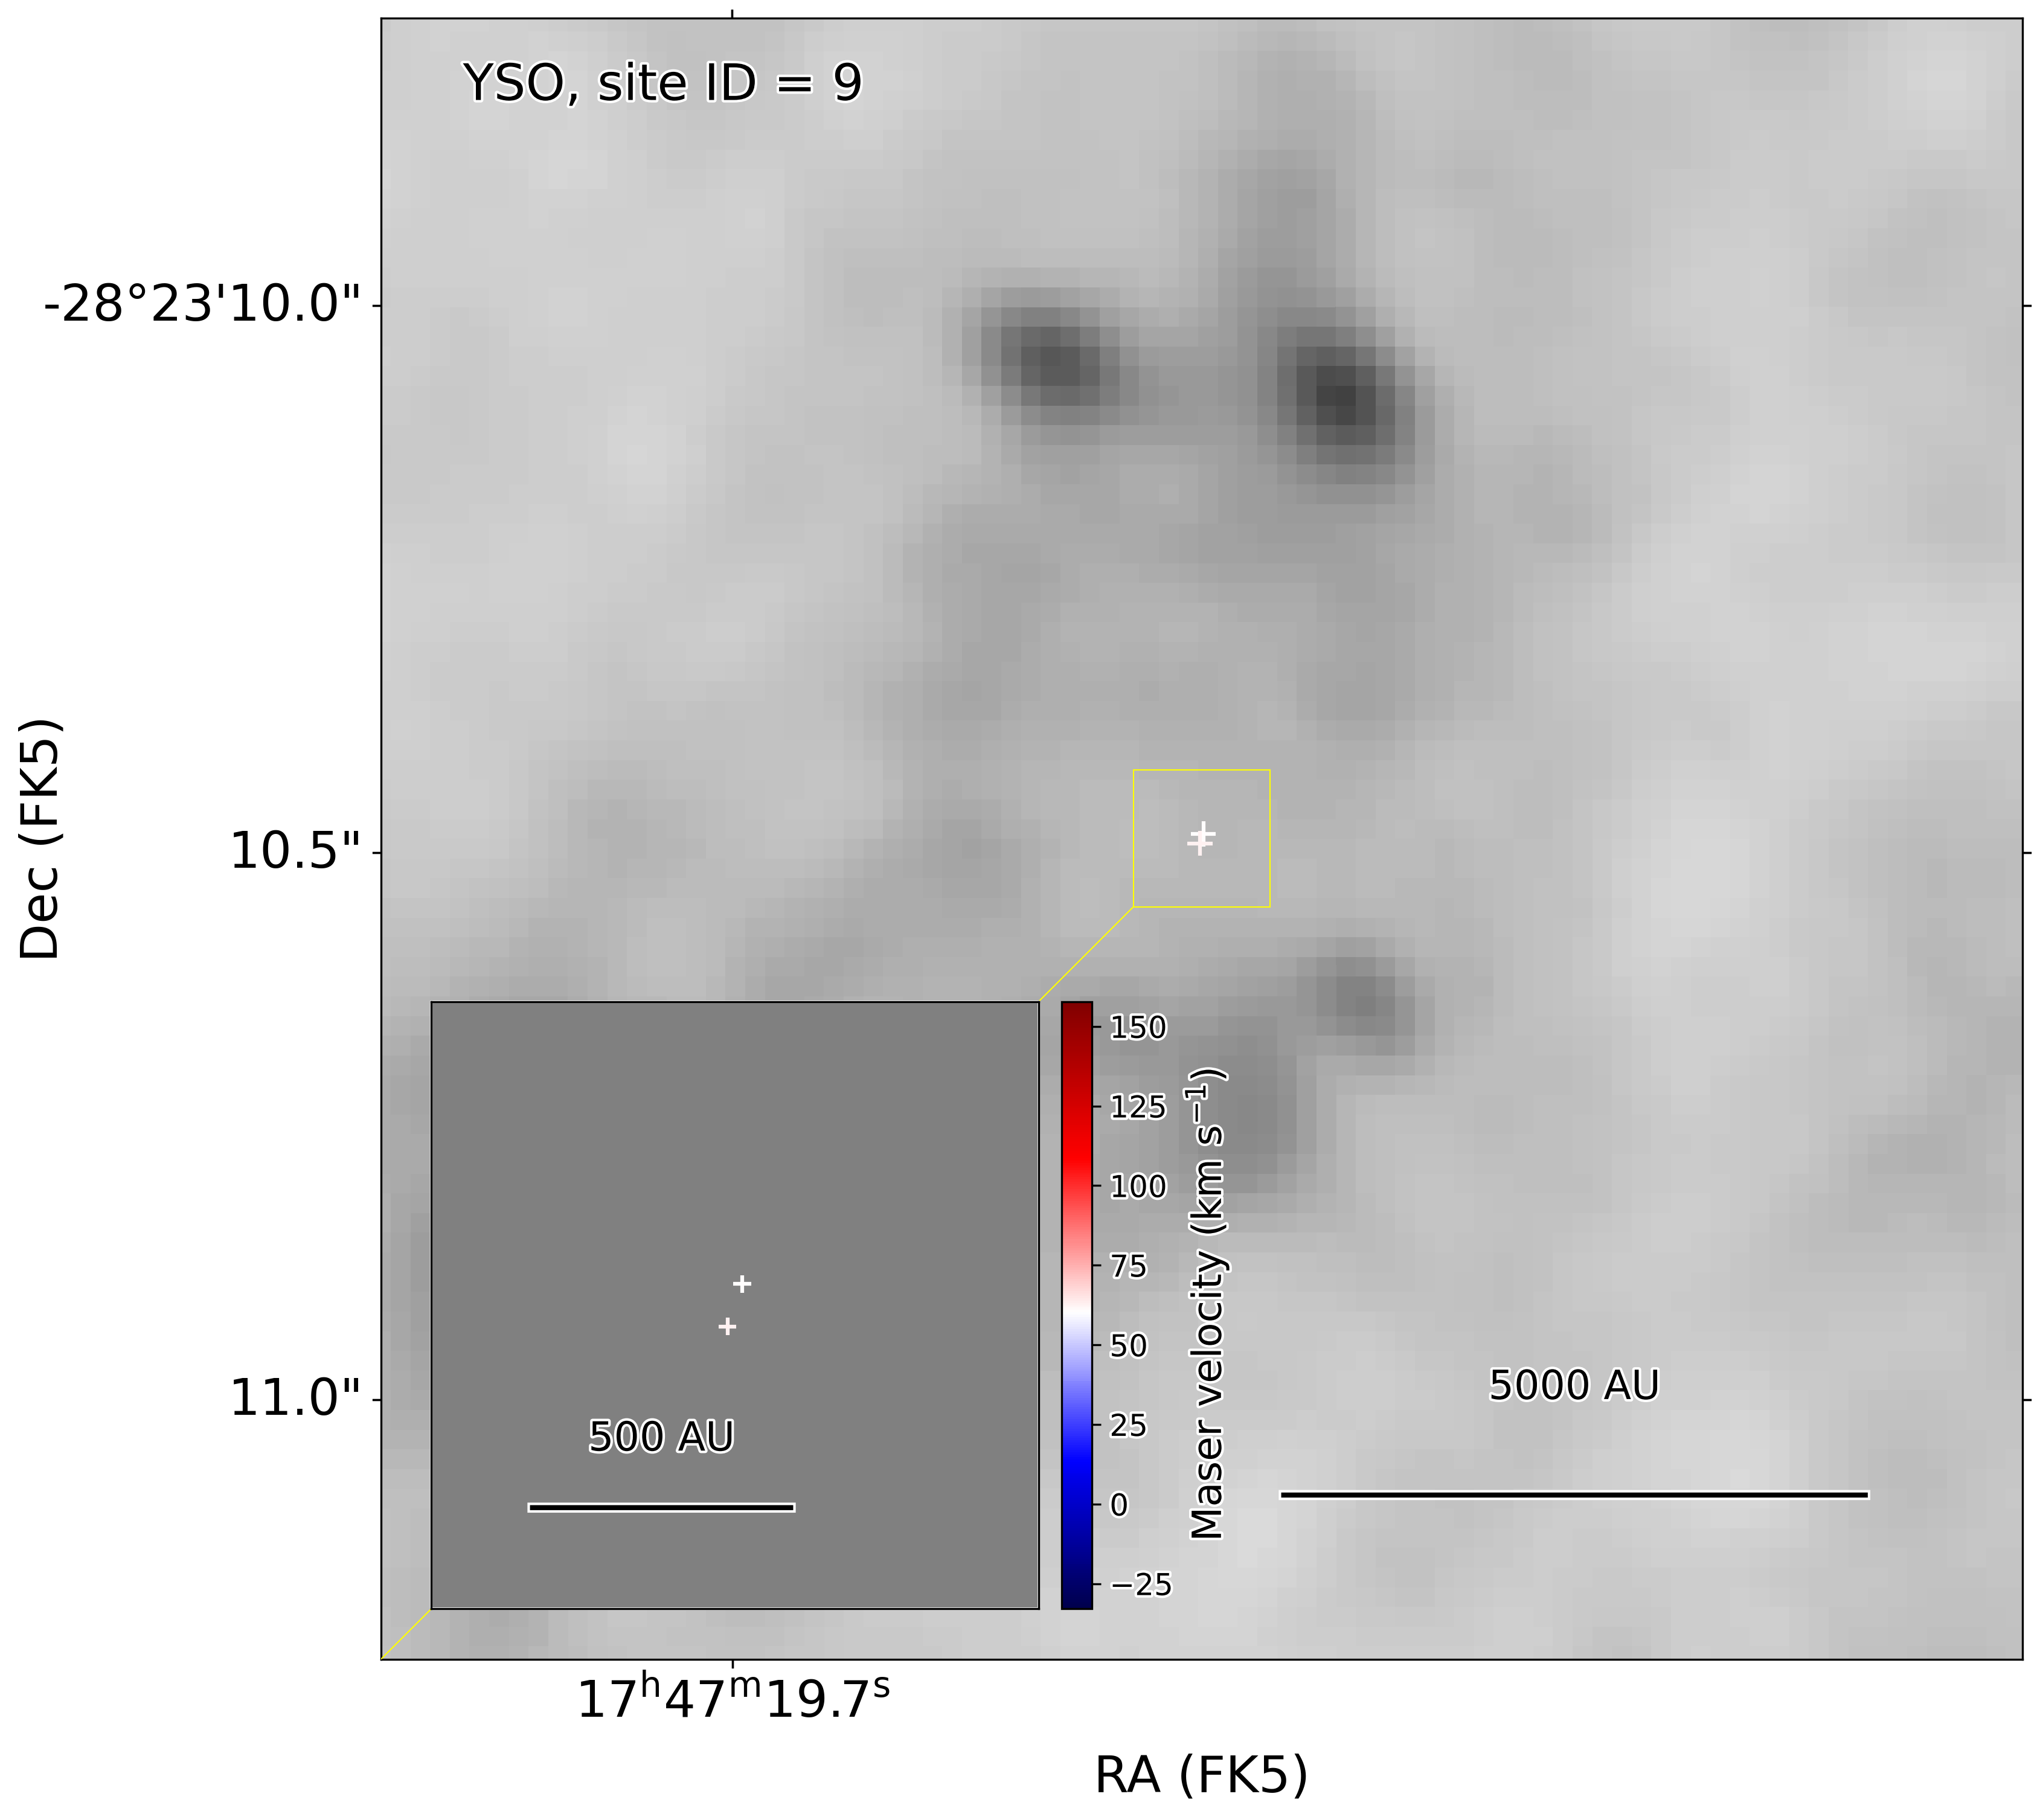 YSO, site ID = 9
-28°23'10.0"
10.5"
11.0"
Dec (FK5)
500 AU
150
125
100
75
50
25
0
−25
Maser velocity (km s⁻¹)
5000 AU
17ʰ47ᵐ19.7ˢ
RA (FK5)